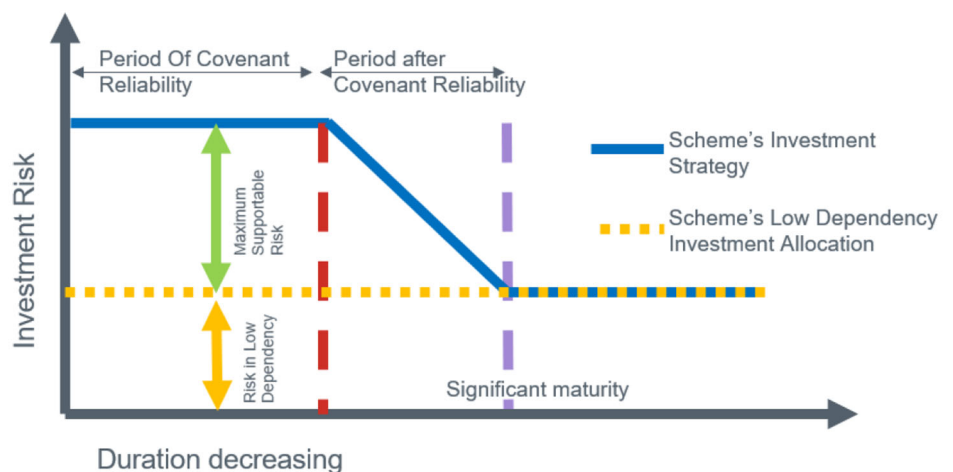 Period Of Covenant
Reliability
Period after
Covenant Reliability
Scheme's Investment
Strategy
Scheme's Low Dependency
Investment Allocation
Investment Risk
Maximum
Supportable
Risk
Risk in Low
Dependency
Significant maturity
Duration decreasing